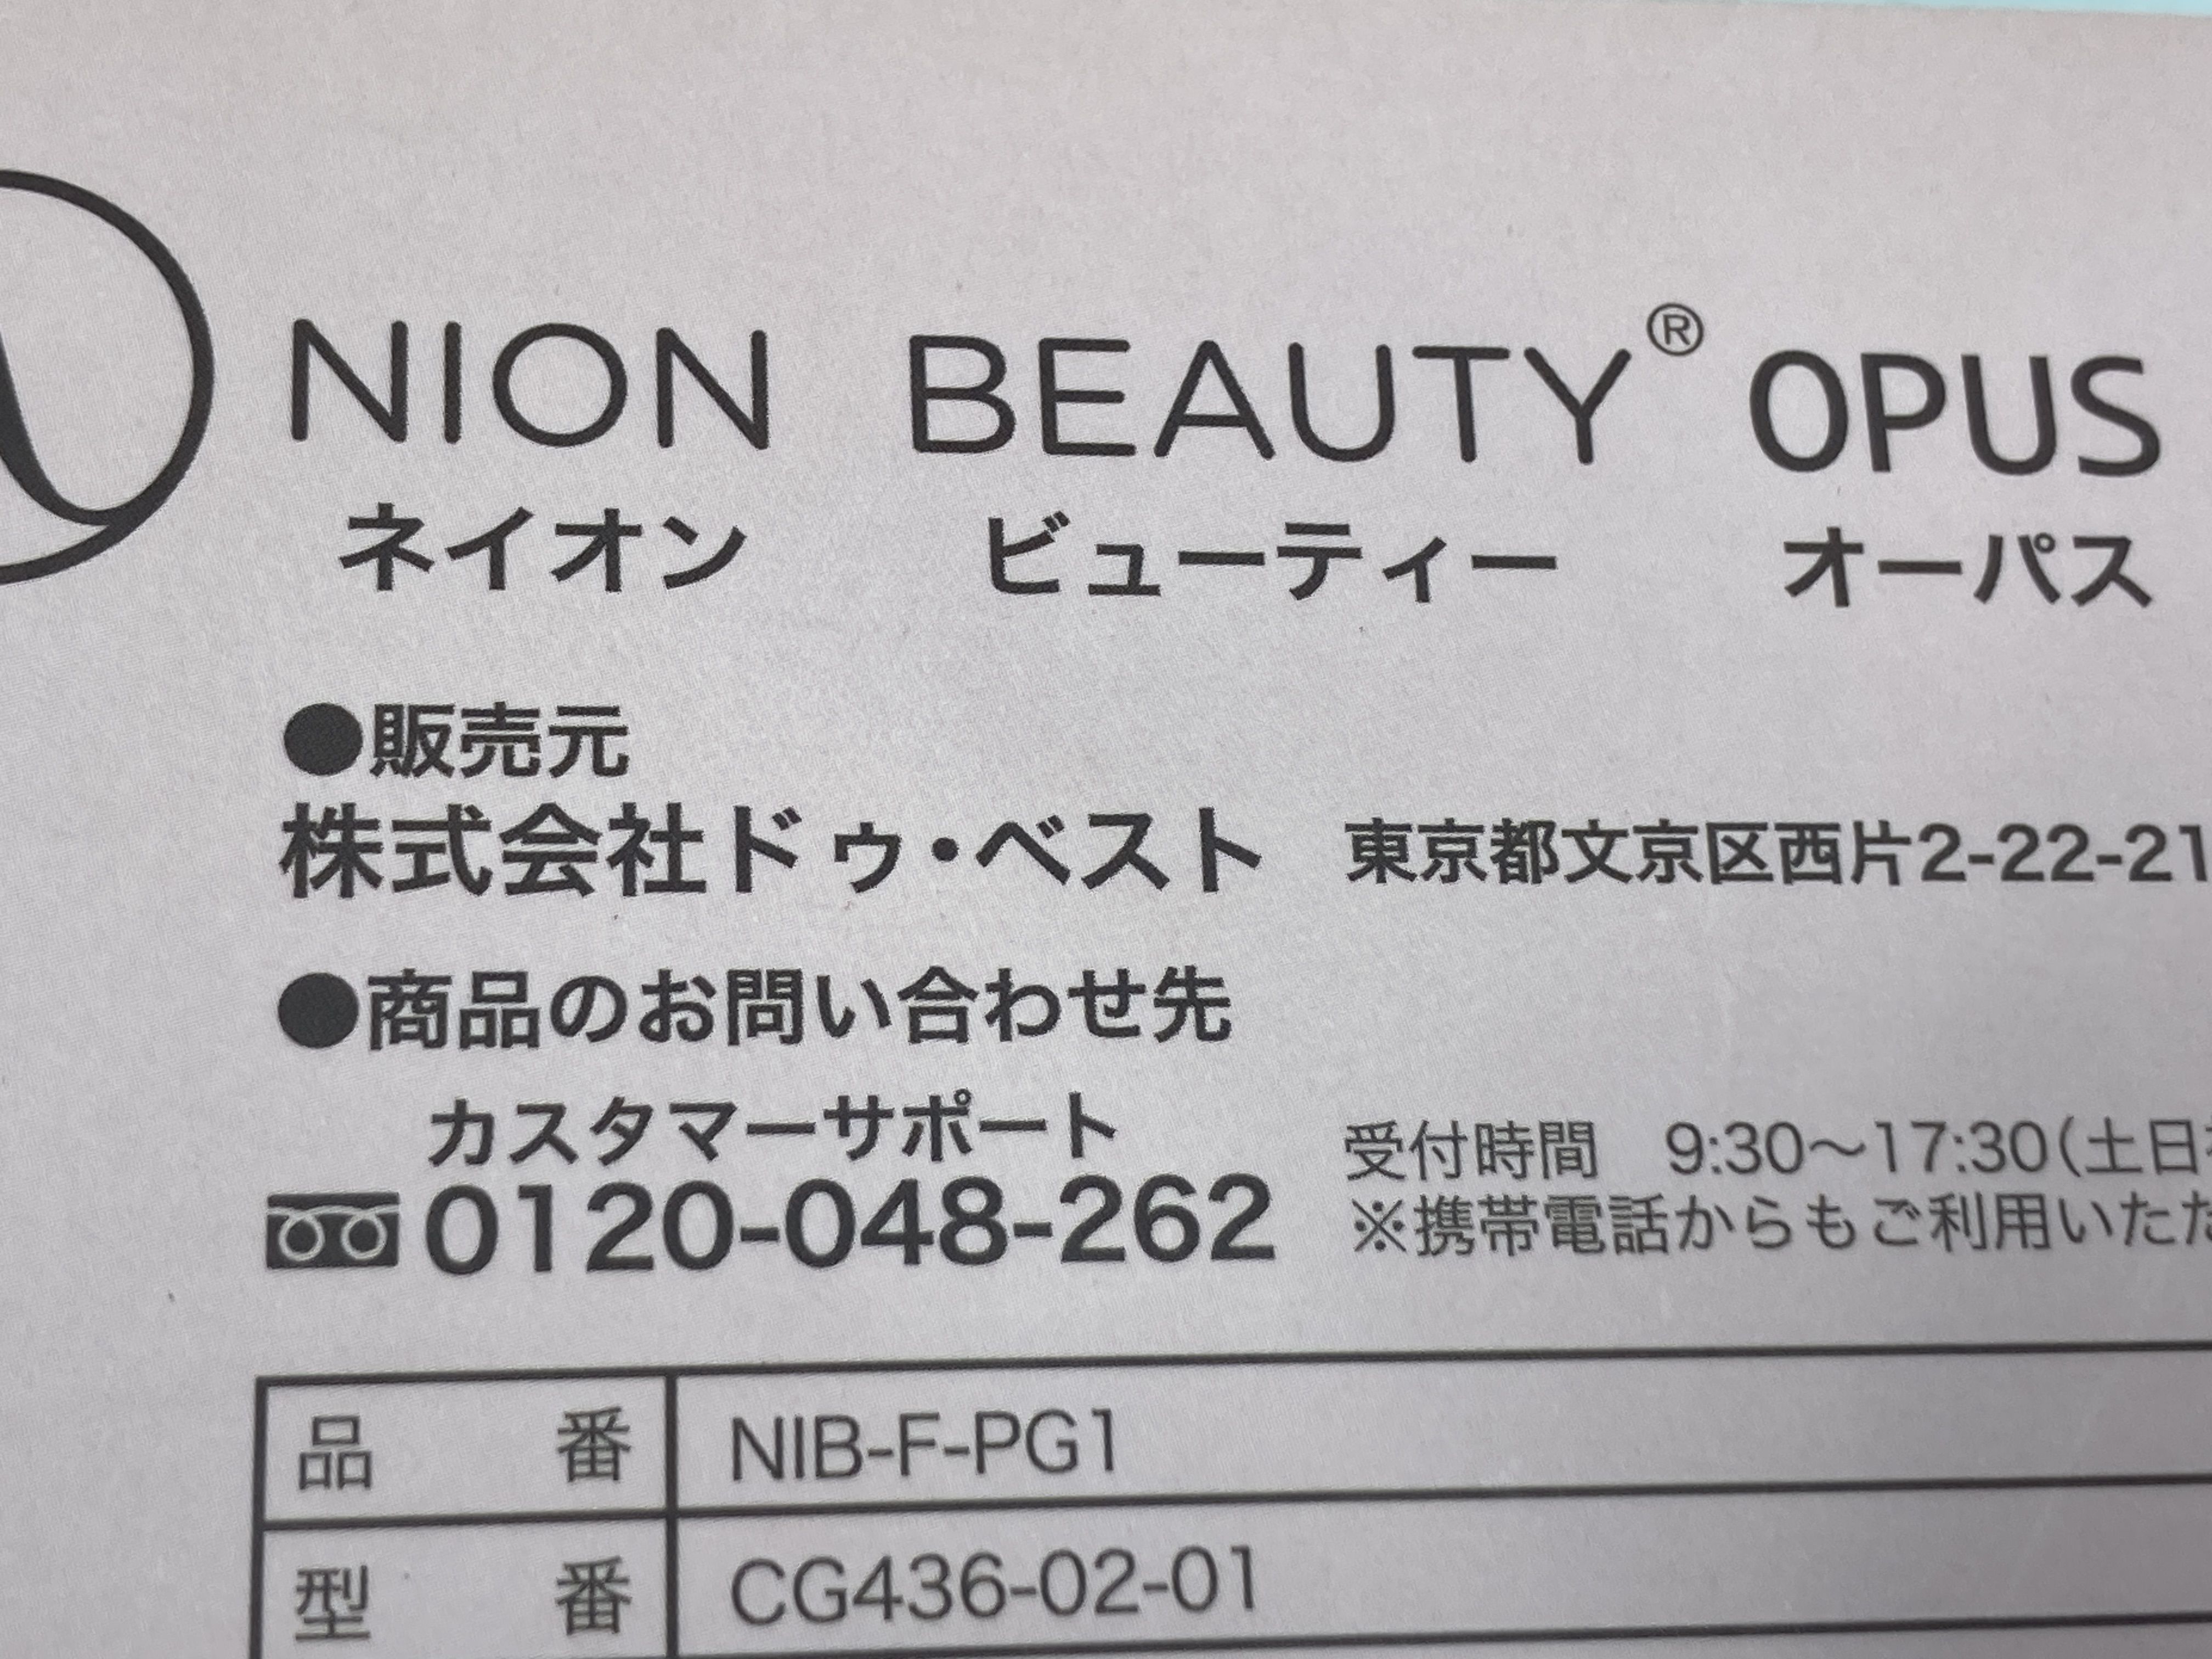 NION BEAUTY® OPUS
ネイオン ビューティー オーパス
●販売元
株式会社ドゥ・ベスト 東京都文京区西片2-22-21
●商品のお問い合わせ先
カスタマーサポート
0120-048-262
受付時間 9:30〜17:30(土日
※携帯電話からもご利用いただ
品番 NIB-F-PG1
型番 CG436-02-01